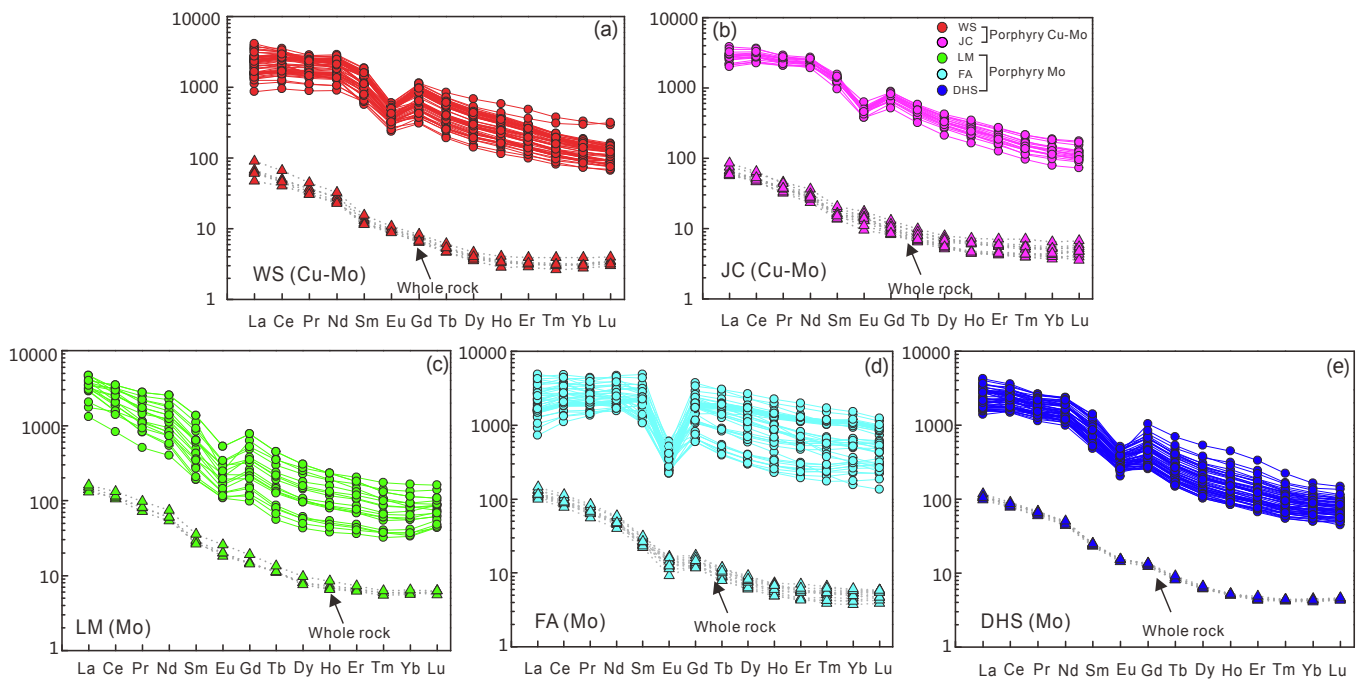 (a)
10000
1000
100
10
1
WS (Cu-Mo)
Whole rock
La Ce Pr Nd Sm Eu Gd Tb Dy Ho Er Tm Yb Lu
(b)
10000
1000
100
10
1
WS
JC
Porphyry Cu-Mo
LM
FA
DHS
Porphyry Mo
JC (Cu-Mo)
Whole rock
La Ce Pr Nd Sm Eu Gd Tb Dy Ho Er Tm Yb Lu
(c)
10000
1000
100
10
1
LM (Mo)
Whole rock
La Ce Pr Nd Sm Eu Gd Tb Dy Ho Er Tm Yb Lu
(d)
10000
1000
100
10
1
FA (Mo)
Whole rock
La Ce Pr Nd Sm Eu Gd Tb Dy Ho Er Tm Yb Lu
(e)
10000
1000
100
10
1
DHS (Mo)
Whole rock
La Ce Pr Nd Sm Eu Gd Tb Dy Ho Er Tm Yb Lu